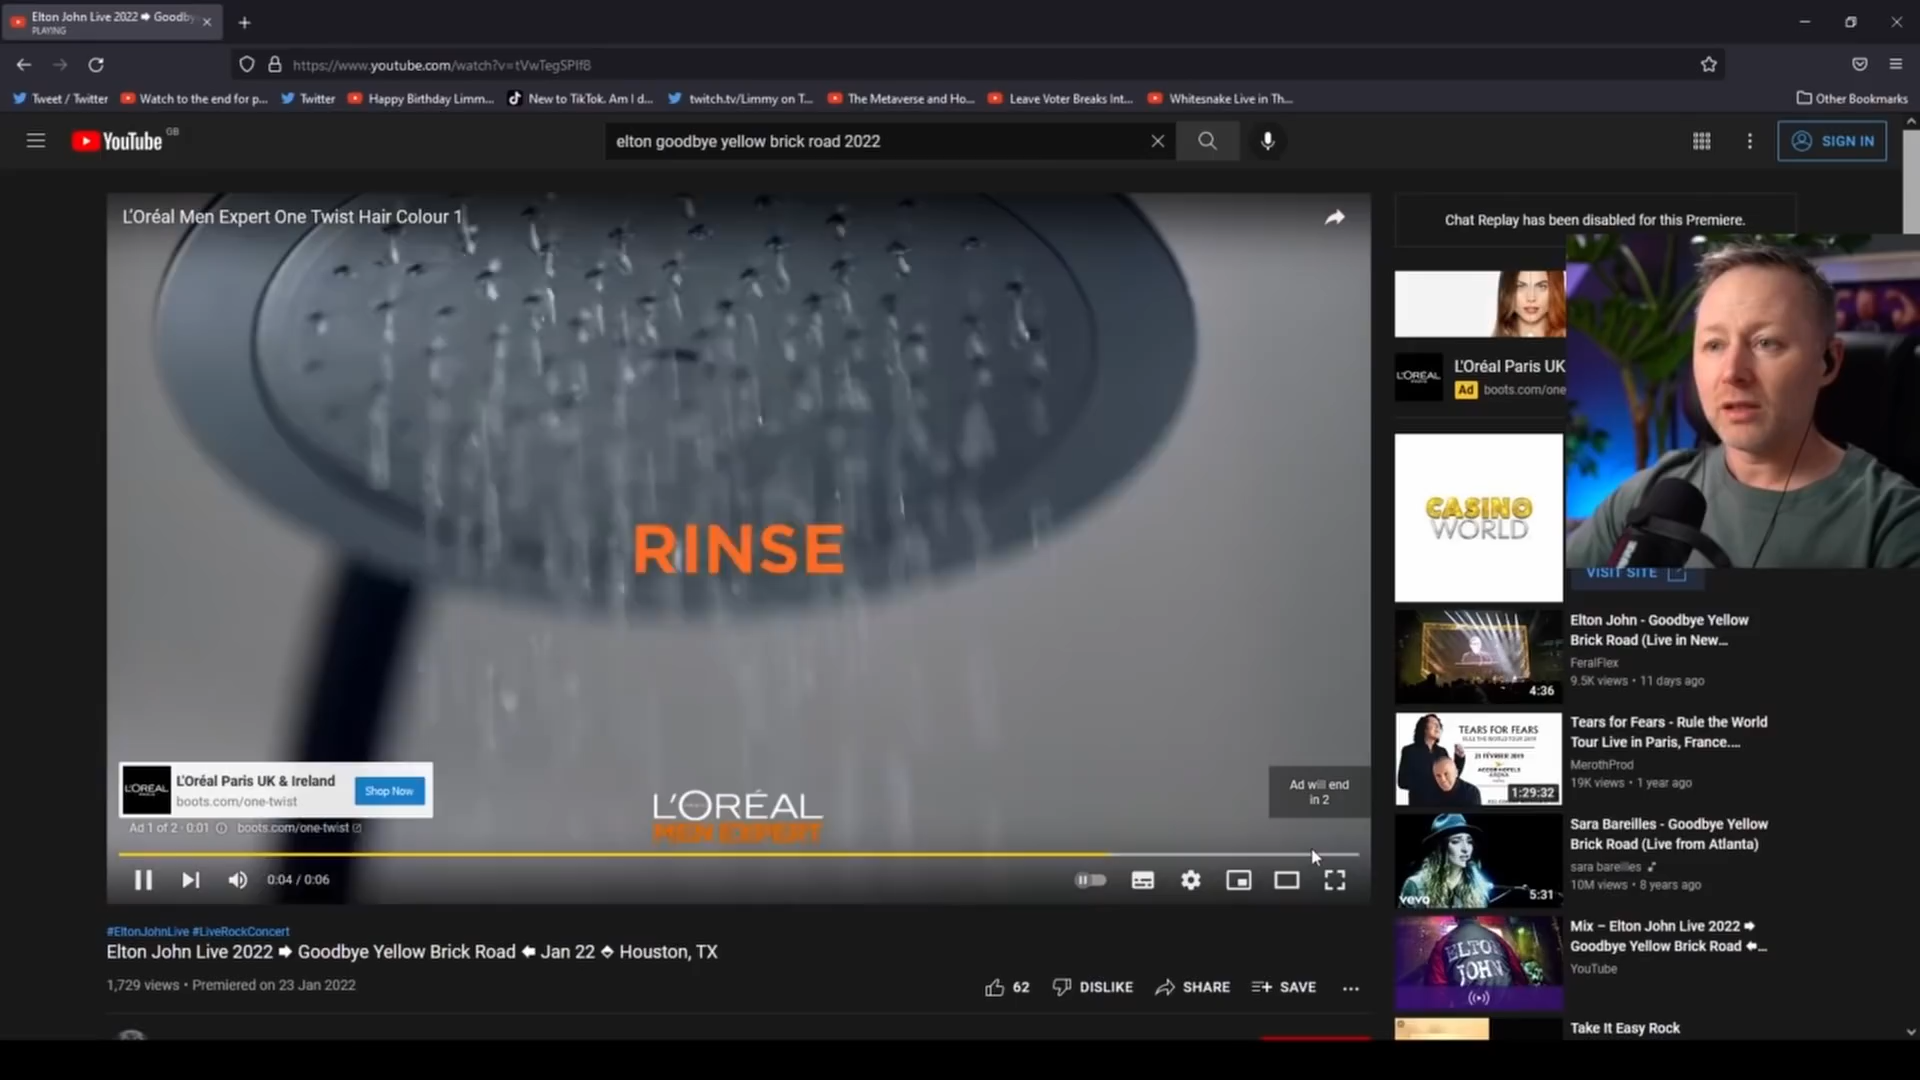 Elton John Live 2022 ➡ Goodby
PLAYING
https://www.youtube.com/watch?v=tVwTegSPIf8
Tweet / Twitter
Watch to the end for p...
Twitter
Happy Birthday Limm...
New to TikTok. Am I d...
twitch.tv/Limmy on T...
The Metaverse and Ho...
Leave Voter Breaks Int...
Whitesnake Live in Th...
Other Bookmarks
YouTube GB
elton goodbye yellow brick road 2022
SIGN IN
L'Oréal Men Expert One Twist Hair Colour 1
RINSE
L'ORÉAL
MEN EXPERT
L'ORÉAL
L'Oréal Paris UK & Ireland
boots.com/one-twist
Shop Now
Ad 1 of 2 · 0:01
boots.com/one-twist
Ad will end
in 2
0:04 / 0:06
#EltonJohnLive #LiveRockConcert
Elton John Live 2022 ➡ Goodbye Yellow Brick Road ⬅ Jan 22 ⬘ Houston, TX
1,729 views • Premiered on 23 Jan 2022
62
DISLIKE
SHARE
SAVE
Chat Replay has been disabled for this Premiere.
L'ORÉAL
L'Oréal Paris UK
Ad boots.com/one
CASINO
WORLD
VISIT SITE
Elton John - Goodbye Yellow
Brick Road (Live in New...
FeralFlex
9.5K views • 11 days ago
4:36
TEARS FOR FEARS
Tears for Fears - Rule the World
Tour Live in Paris, France....
MerothProd
19K views • 1 year ago
1:29:32
Sara Bareilles - Goodbye Yellow
Brick Road (Live from Atlanta)
sara bareilles
10M views • 8 years ago
vevo
5:31
ELTON
JOHN
Mix – Elton John Live 2022 ➡
Goodbye Yellow Brick Road ⬅...
YouTube
Take It Easy Rock